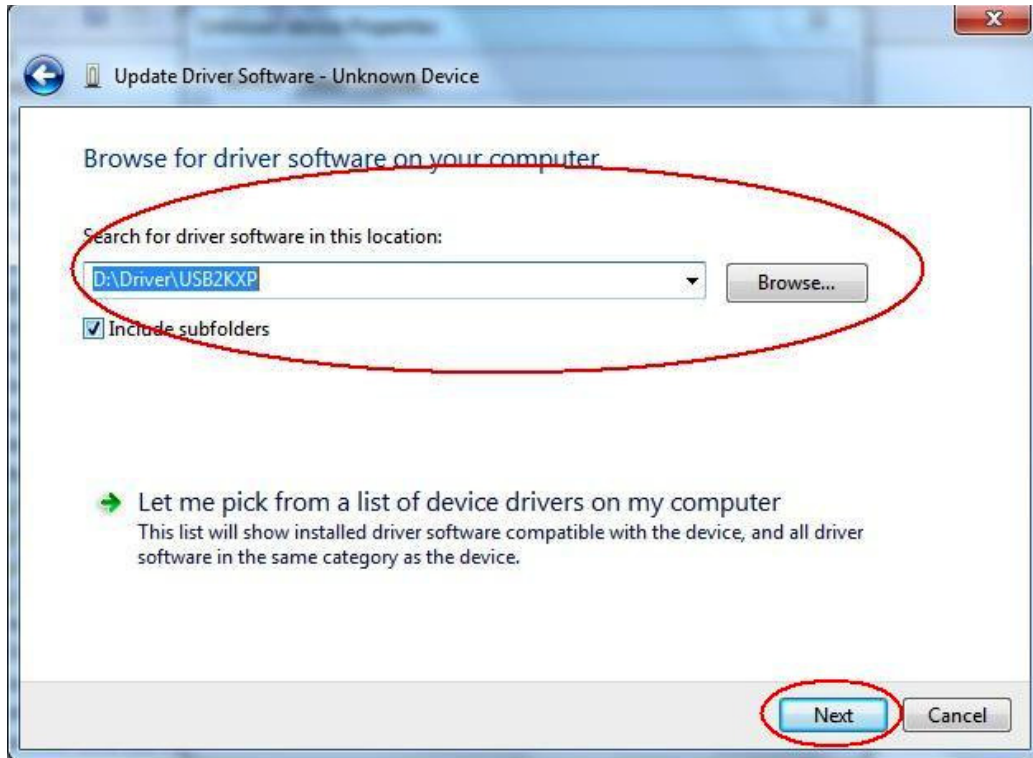 Update Driver Software - Unknown Device
Browse for driver software on your computer
Search for driver software in this location:
D:\Driver\USB2KXP
Browse...
Include subfolders
Let me pick from a list of device drivers on my computer
This list will show installed driver software compatible with the device, and all driver
software in the same category as the device.
Next
Cancel